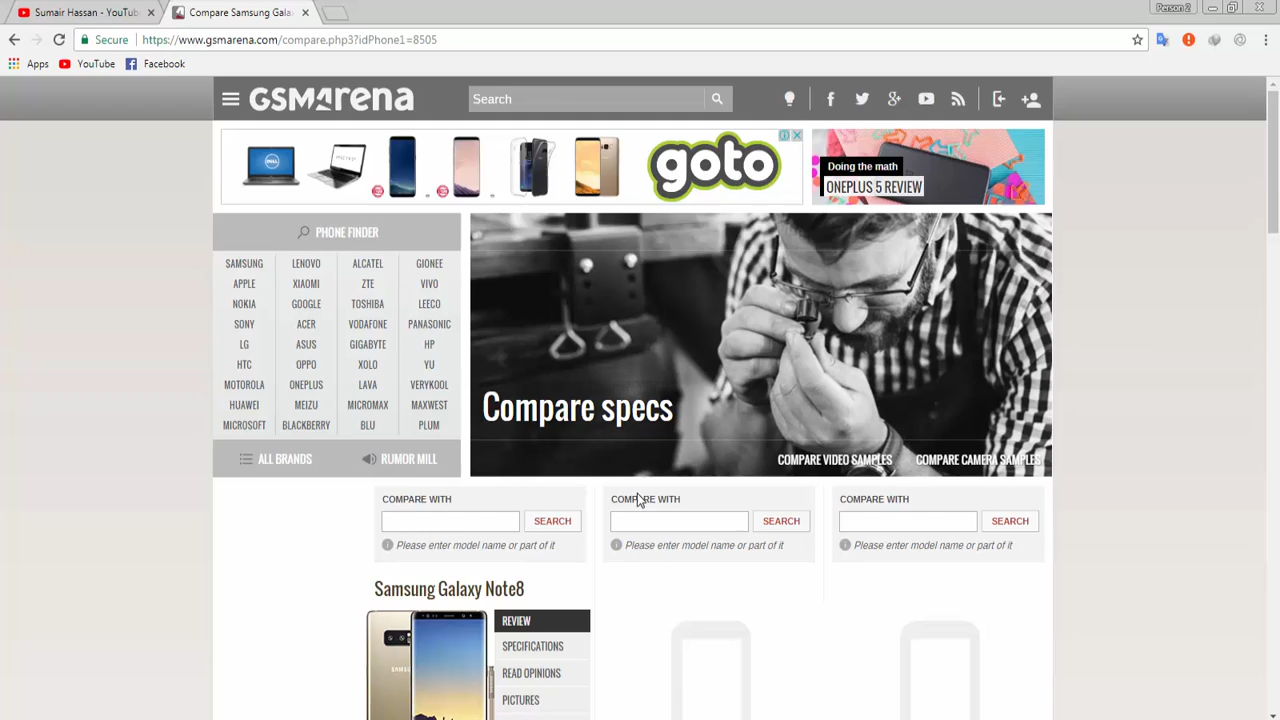 Sumair Hassan - YouTub
Compare Samsung Gala
Person 2
Secure
https://www.gsmarena.com/compare.php3?idPhone1=8505
Apps
YouTube
Facebook
GSMArena
Search
DELL
goto
Doing the math
ONEPLUS 5 REVIEW
PHONE FINDER
SAMSUNG LENOVO ALCATEL GIONEE
APPLE XIAOMI ZTE VIVO
NOKIA GOOGLE TOSHIBA LEECO
SONY ACER VODAFONE PANASONIC
LG ASUS GIGABYTE HP
HTC OPPO XOLO YU
MOTOROLA ONEPLUS LAVA VERYKOOL
HUAWEI MEIZU MICROMAX MAXWEST
MICROSOFT BLACKBERRY BLU PLUM
ALL BRANDS
RUMOR MILL
Compare specs
COMPARE VIDEO SAMPLES
COMPARE CAMERA SAMPLES
COMPARE WITH
SEARCH
Please enter model name or part of it
COMPARE WITH
SEARCH
Please enter model name or part of it
COMPARE WITH
SEARCH
Please enter model name or part of it
Samsung Galaxy Note8
REVIEW
SPECIFICATIONS
READ OPINIONS
PICTURES